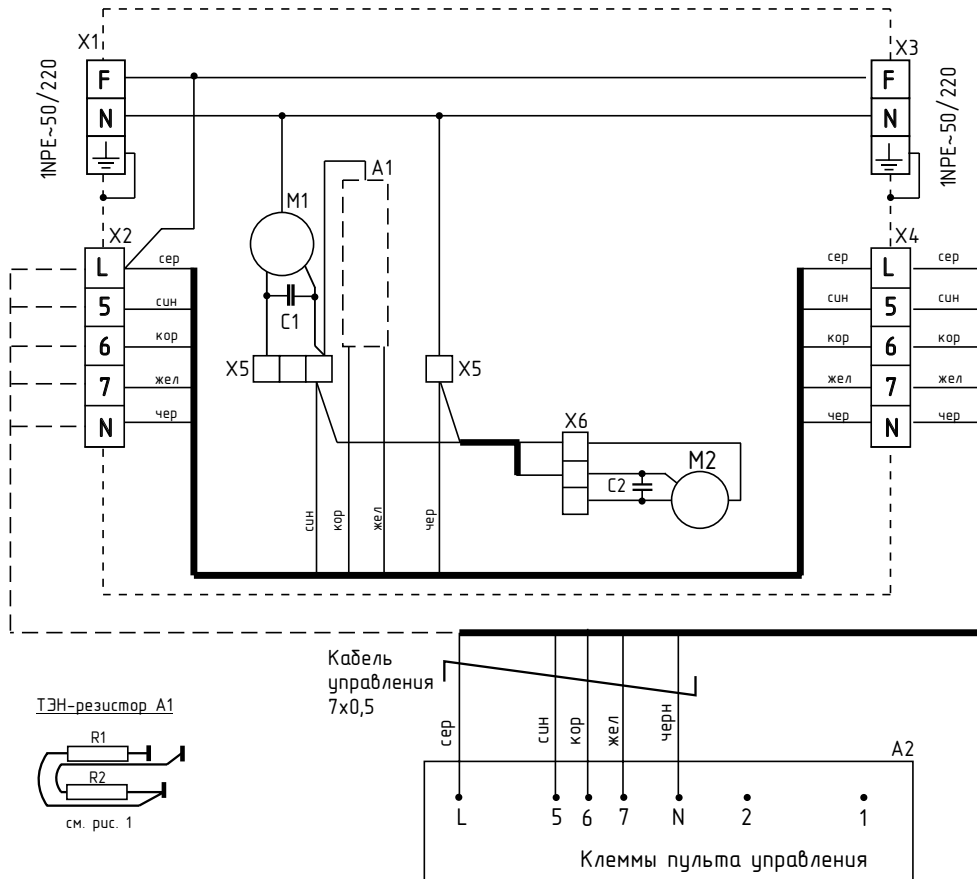 X1
X3
F
F
1NPE~50/220
N
N
1NPE~50/220
A1
M1
X2
X4
L
сер
сер
L
сер
5
син
син
5
син
C1
6
кор
кор
6
кор
X5
X5
7
жел
жел
7
жел
N
чер
чер
N
чер
X6
M2
C2
син
кор
жел
чер
Кабель
управления
7x0,5
ТЭН-резистор А1
R1
R2
см. рис. 1
сер
син
кор
жел
черн
A2
L
5
6
7
N
2
1
Клеммы пульта управления